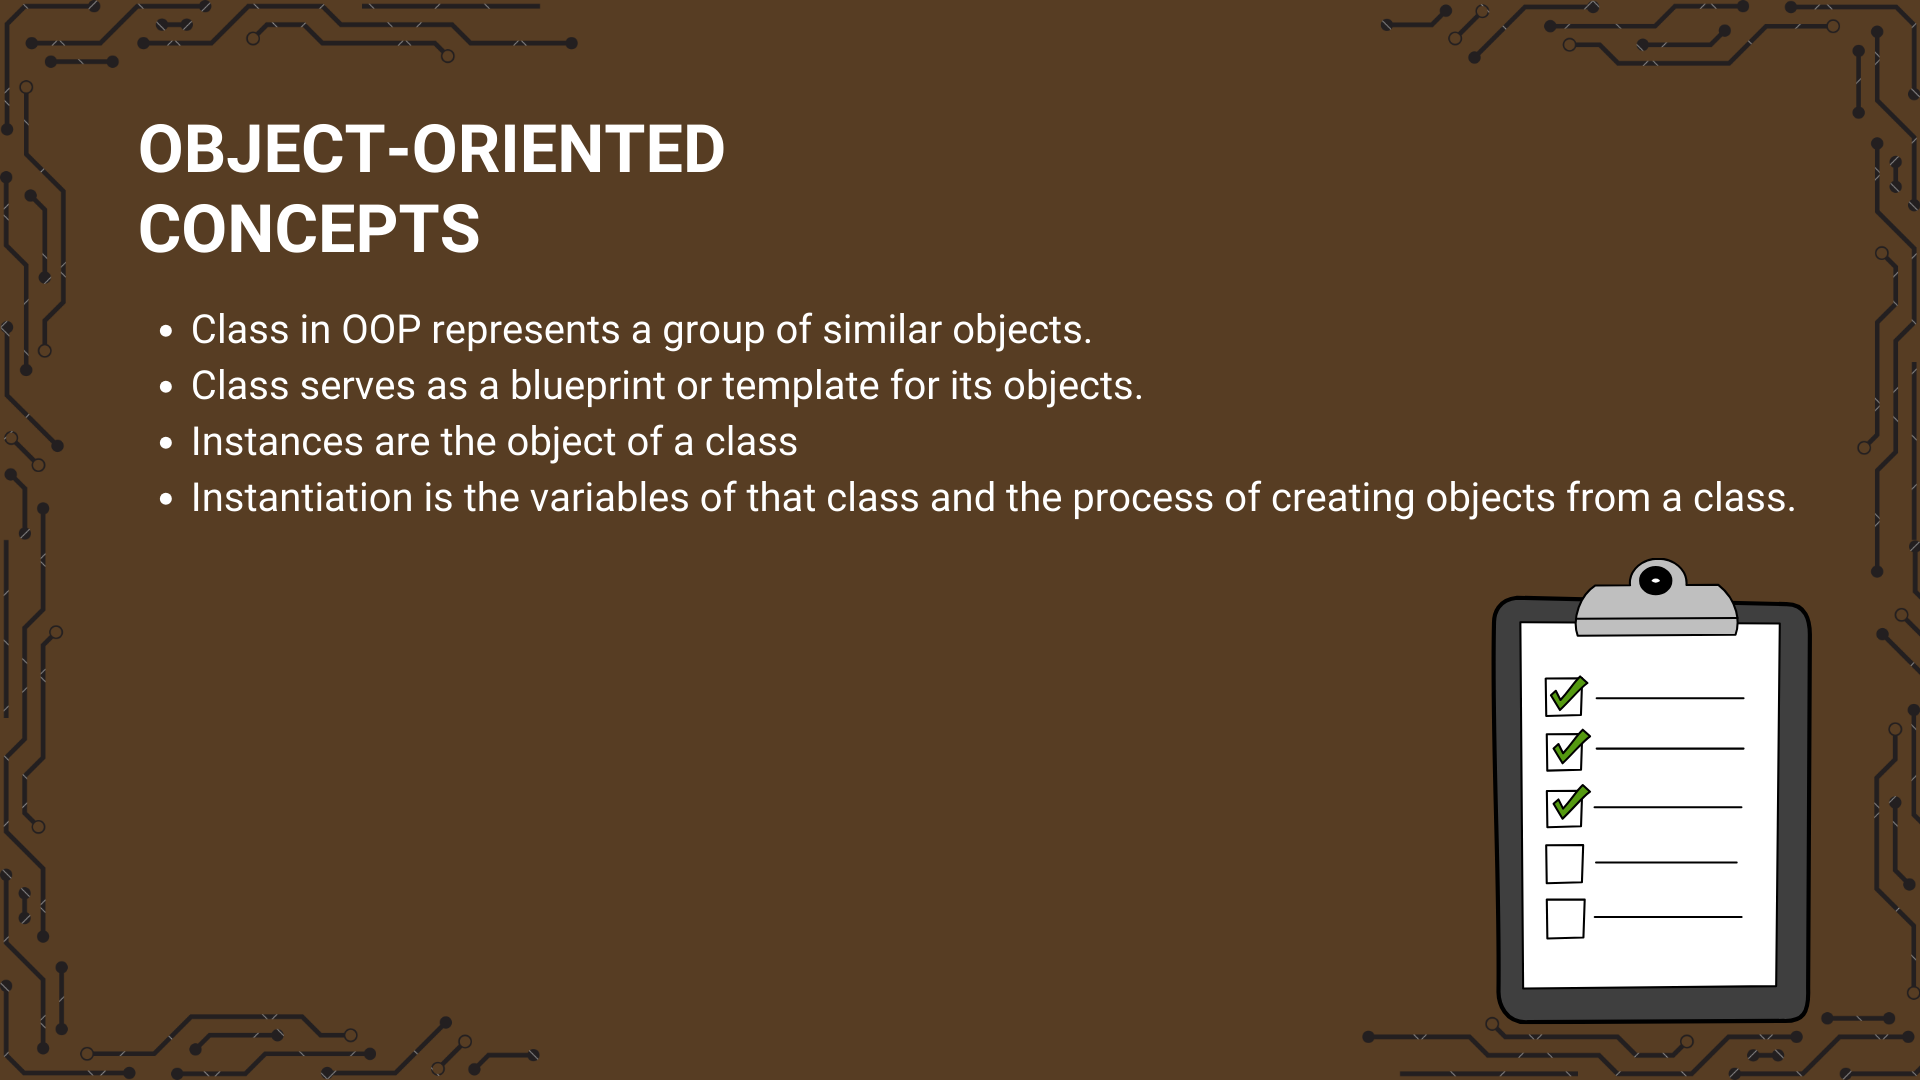 OBJECT-ORIENTED
CONCEPTS
• Class in OOP represents a group of similar objects.
• Class serves as a blueprint or template for its objects.
• Instances are the object of a class
• Instantiation is the variables of that class and the process of creating objects from a class.